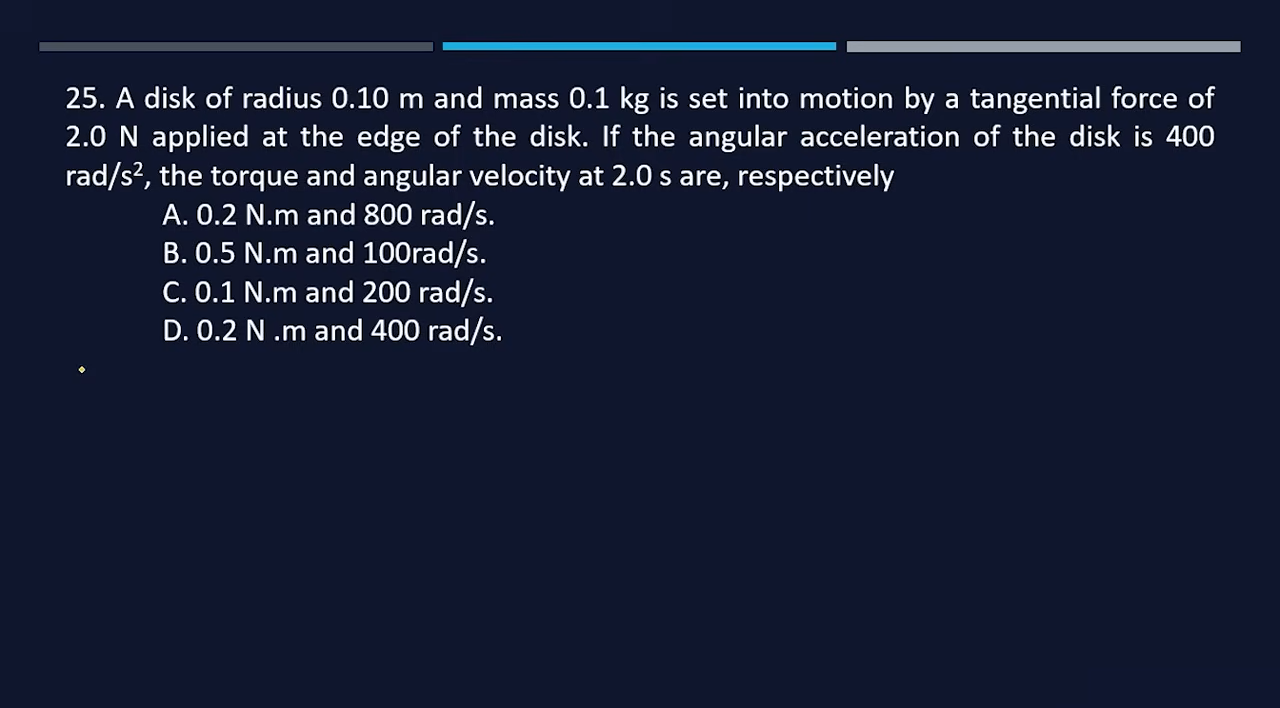 25. A disk of radius 0.10 m and mass 0.1 kg is set into motion by a tangential force of
2.0 N applied at the edge of the disk. If the angular acceleration of the disk is 400
rad/s², the torque and angular velocity at 2.0 s are, respectively
A. 0.2 N.m and 800 rad/s.
B. 0.5 N.m and 100rad/s.
C. 0.1 N.m and 200 rad/s.
D. 0.2 N .m and 400 rad/s.